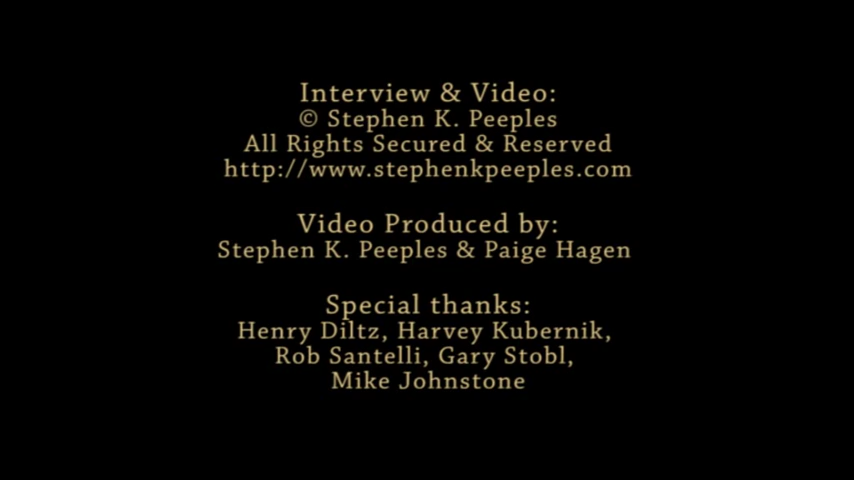 Interview & Video:
© Stephen K. Peeples
All Rights Secured & Reserved
http://www.stephenkpeeples.com
Video Produced by:
Stephen K. Peeples & Paige Hagen
Special thanks:
Henry Diltz, Harvey Kubernik,
Rob Santelli, Gary Stobl,
Mike Johnstone